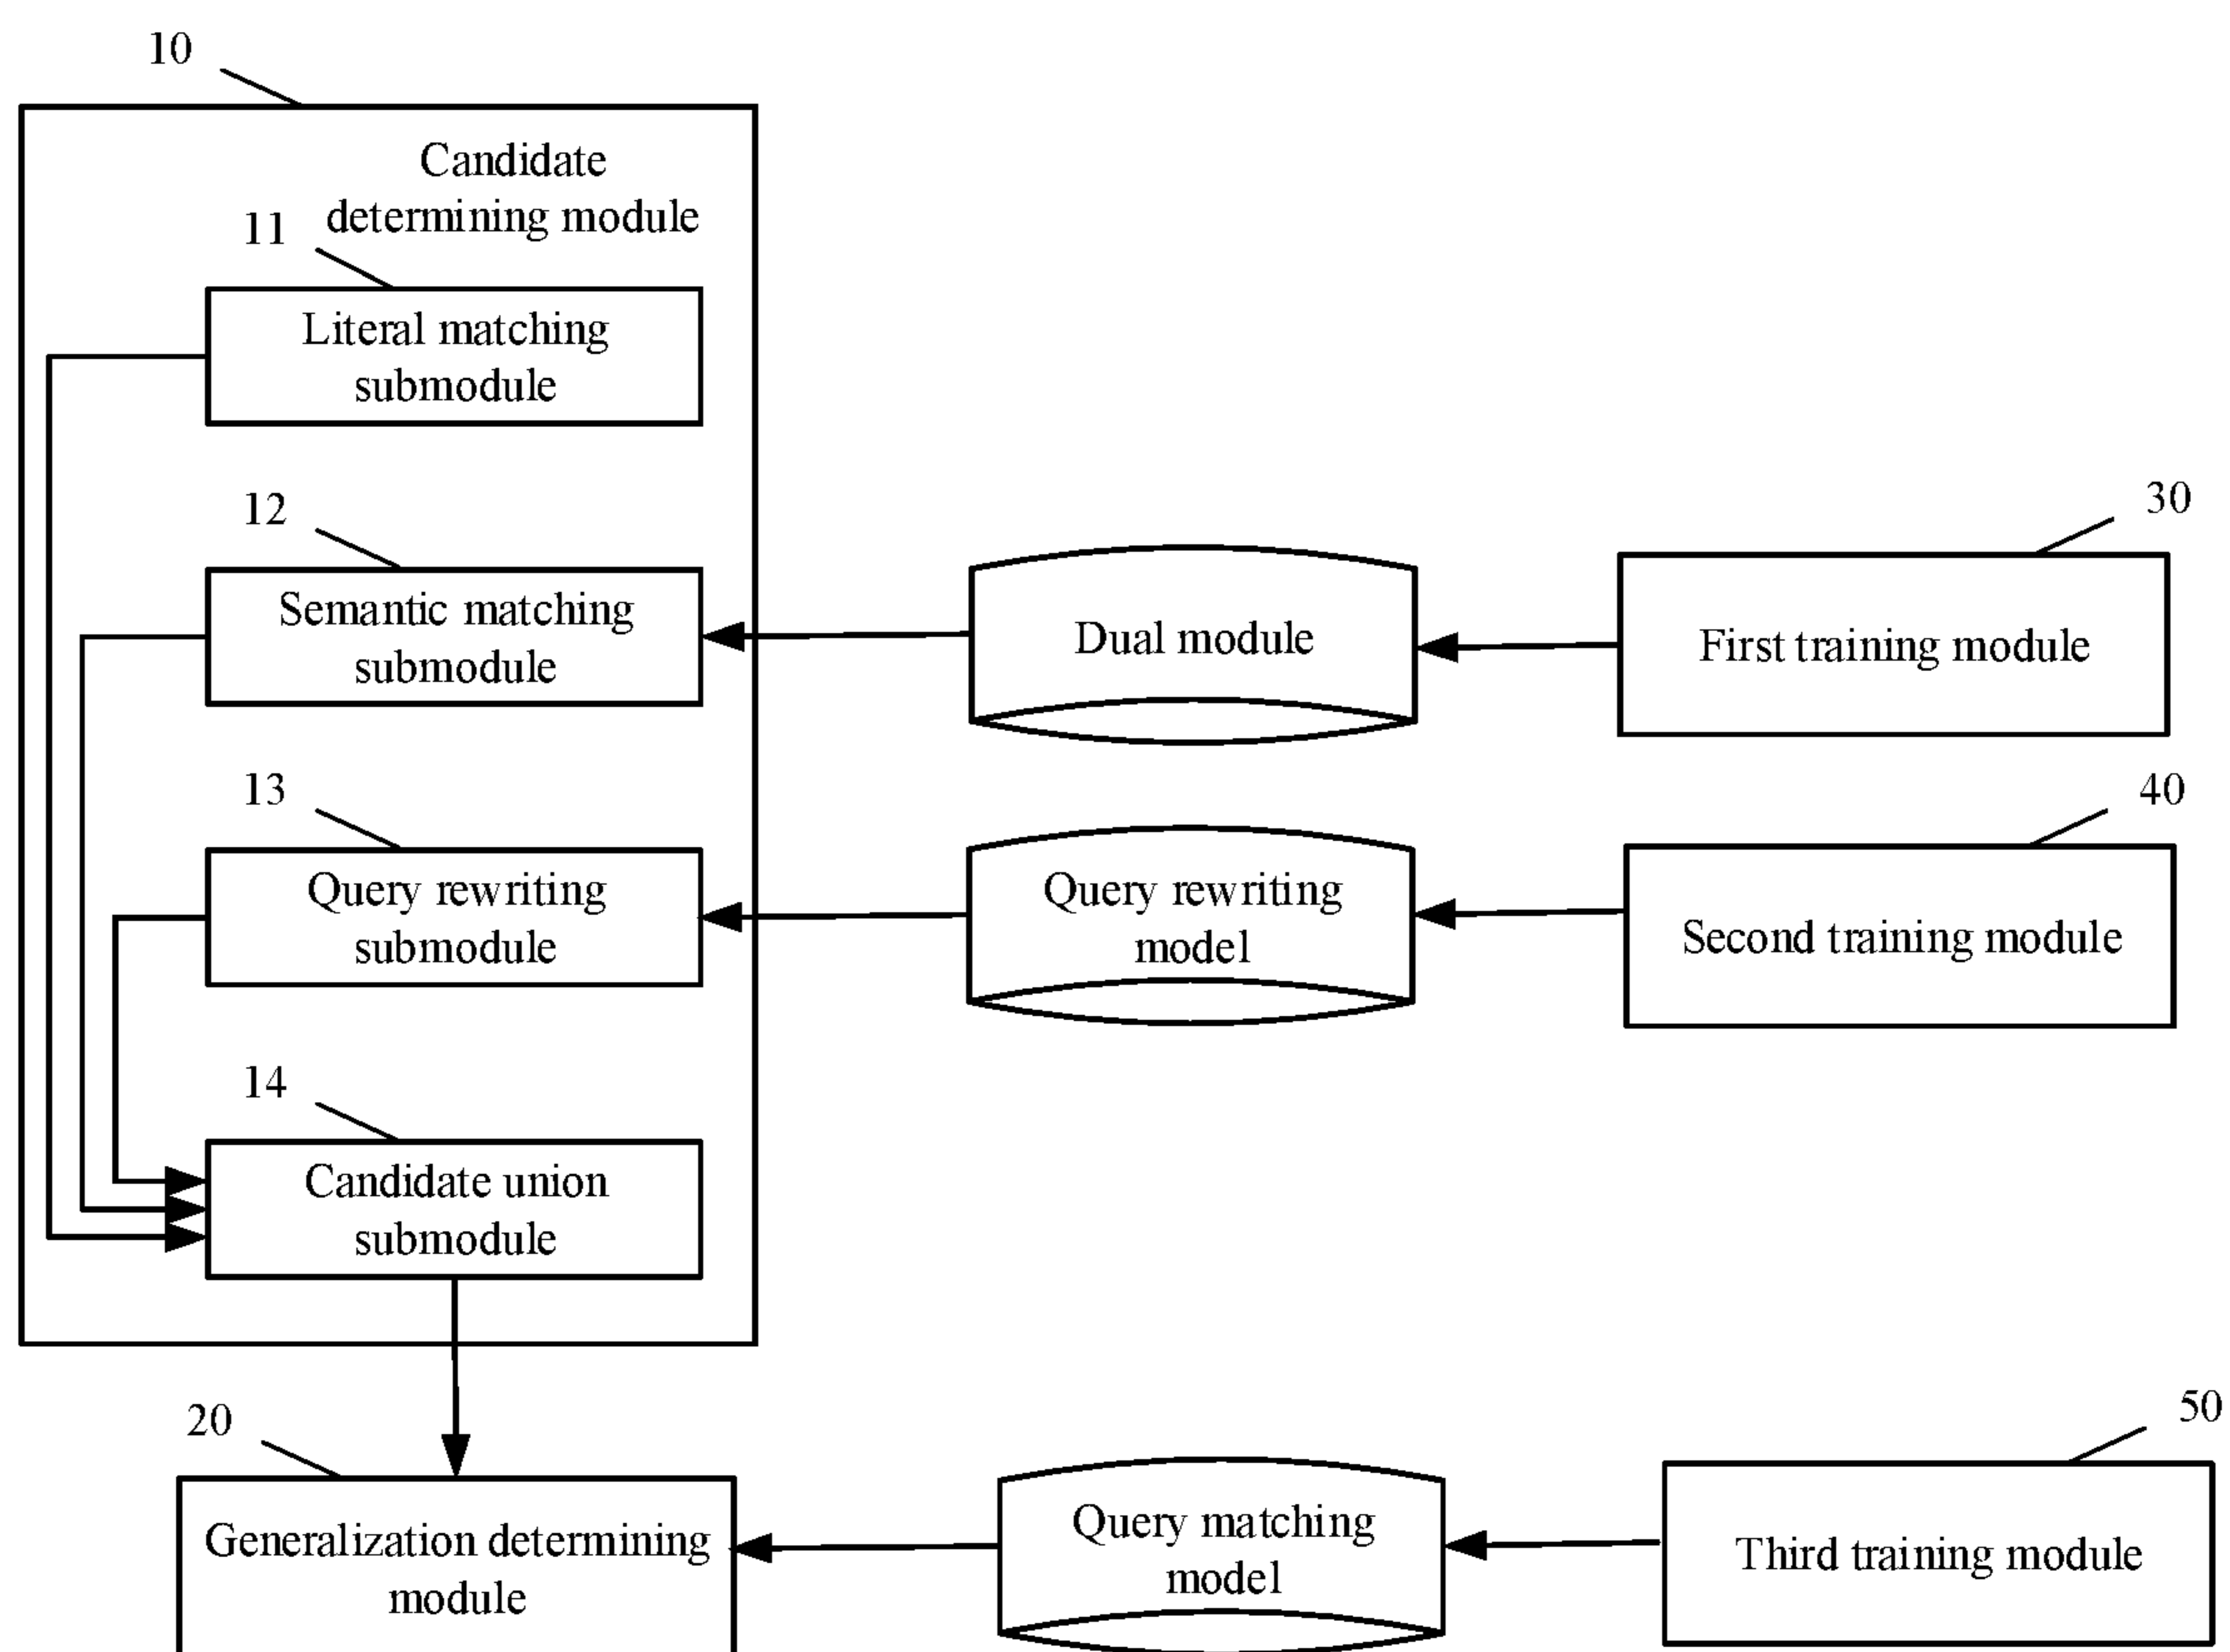 10
Candidate
determining module
11
Literal matching
submodule
12
Semantic matching
submodule
Dual module
30
First training module
13
Query rewriting
submodule
Query rewriting
model
40
Second training module
14
Candidate union
submodule
20
Generalization determining
module
Query matching
model
50
Third training module